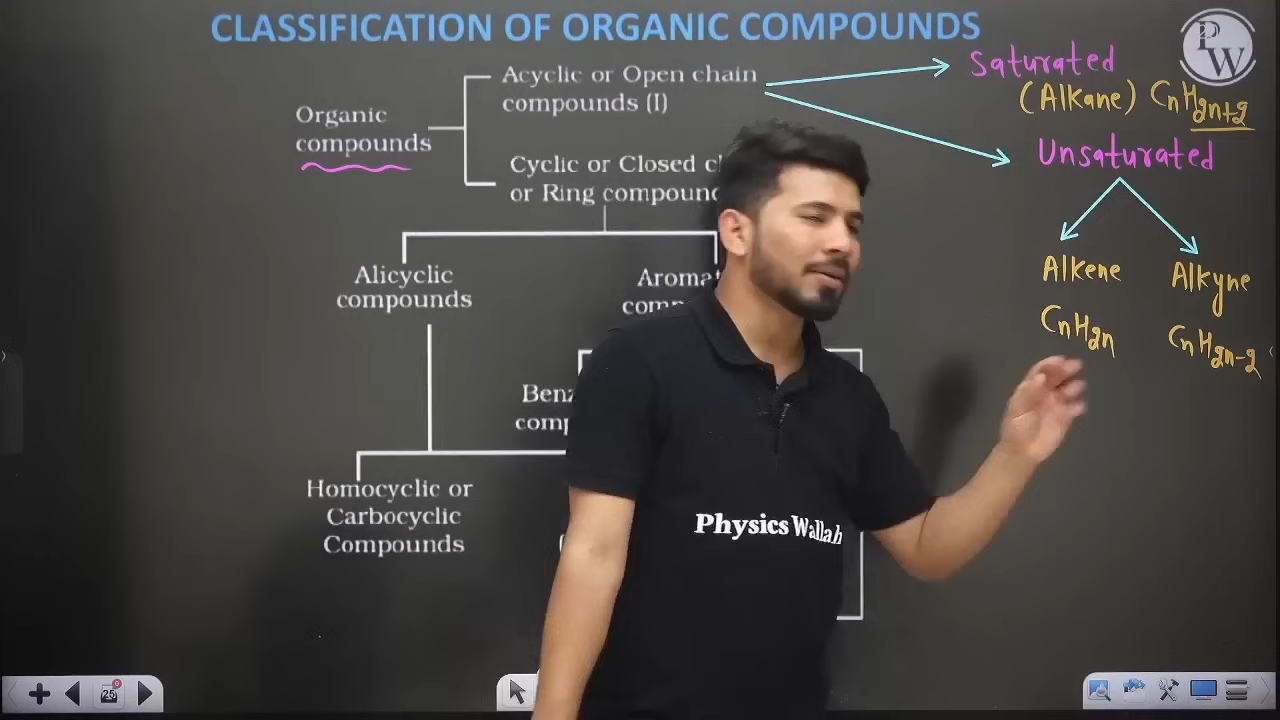 CLASSIFICATION OF ORGANIC COMPOUNDS
PW
Acyclic or Open chain
compounds (I)
Saturated
(Alkane) CnH2n+2
Organic
compounds
Unsaturated
Cyclic or Closed
or Ring
Alkene
Alkyne
CnH2n
CnH2n-2
Alicyclic
compounds
Homocyclic or
Carbocyclic
Compounds
Physics Wallah
25